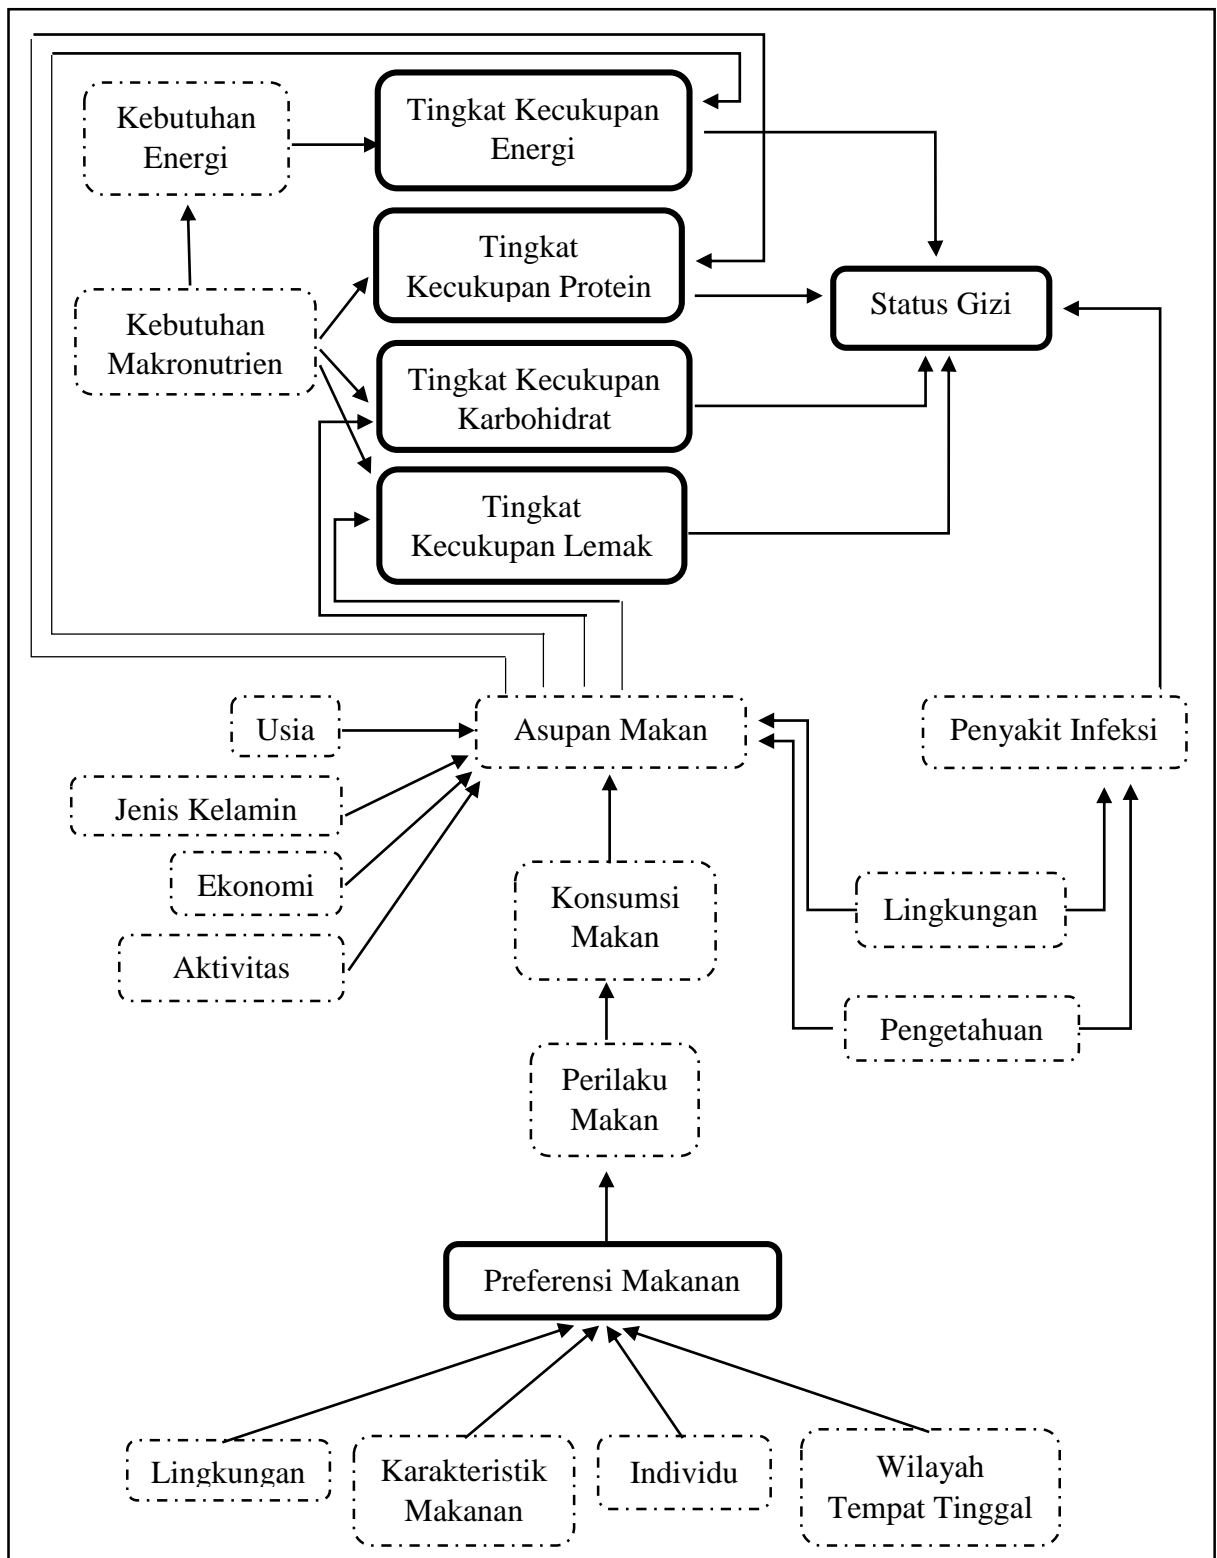 Kebutuhan
Energi
Tingkat Kecukupan
Energi
Tingkat
Kecukupan Protein
Status Gizi
Kebutuhan
Makronutrien
Tingkat Kecukupan
Karbohidrat
Tingkat
Kecukupan Lemak
Usia
Asupan Makan
Penyakit Infeksi
Jenis Kelamin
Ekonomi
Konsumsi
Makan
Lingkungan
Aktivitas
Pengetahuan
Perilaku
Makan
Preferensi Makanan
Lingkungan
Karakteristik
Makanan
Individu
Wilayah
Tempat Tinggal